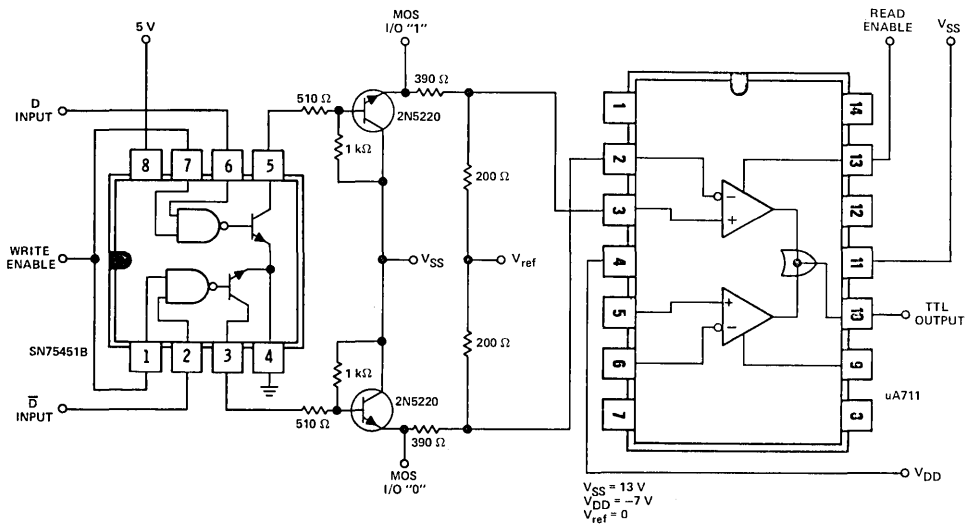 MOS
I/O "1"
READ
ENABLE
VSS
5 V
390 Ω
D
INPUT
510 Ω
2N5220
1 kΩ
1
14
8
7
6
5
2
13
200 Ω
3
12
WRITE
ENABLE
VSS
Vref
4
11
5
10
TTL
OUTPUT
200 Ω
SN75451B
1
2
3
4
1 kΩ
6
9
2N5220
uA711
D
INPUT
510 Ω
390 Ω
7
8
MOS
I/O "0"
VDD
VSS = 13 V
VDD = –7 V
Vref = 0